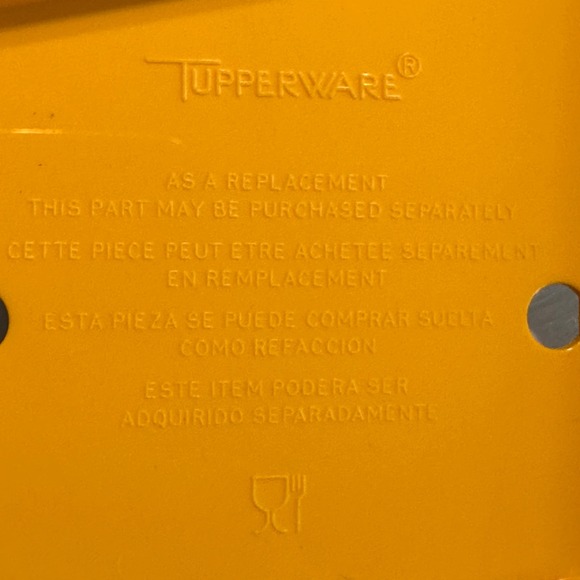 TUPPERWARE®
AS A REPLACEMENT
THIS PART MAY BE PURCHASED SEPARATELY
CETTE PIECE PEUT ETRE ACHETEE SEPAREMENT
EN REMPLACEMENT
ESTA PIEZA SE PUEDE COMPRAR SUELTA
COMO REFACCION
ESTE ITEM PODERA SER
ADQUIRIDO SEPARADAMENTE